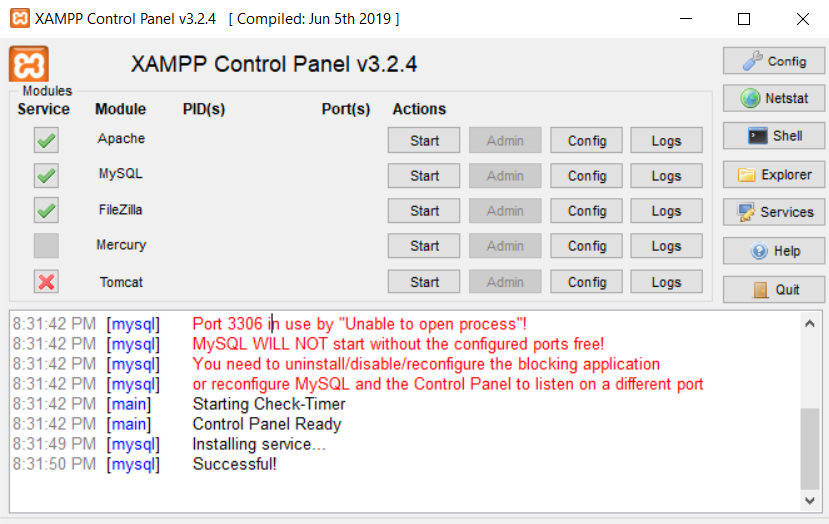 XAMPP Control Panel v3.2.4 [ Compiled: Jun 5th 2019 ]
XAMPP Control Panel v3.2.4
Config
Modules
Service Module PID(s) Port(s) Actions
Netstat
Apache Start Admin Config Logs
Shell
MySQL Start Admin Config Logs
Explorer
FileZilla Start Admin Config Logs
Services
Mercury Start Admin Config Logs
Help
Tomcat Start Admin Config Logs
Quit
8:31:42 PM [mysql] Port 3306 in use by "Unable to open process"!
8:31:42 PM [mysql] MySQL WILL NOT start without the configured ports free!
8:31:42 PM [mysql] You need to uninstall/disable/reconfigure the blocking application
8:31:42 PM [mysql] or reconfigure MySQL and the Control Panel to listen on a different port
8:31:42 PM [main] Starting Check-Timer
8:31:42 PM [main] Control Panel Ready
8:31:49 PM [mysql] Installing service...
8:31:50 PM [mysql] Successful!